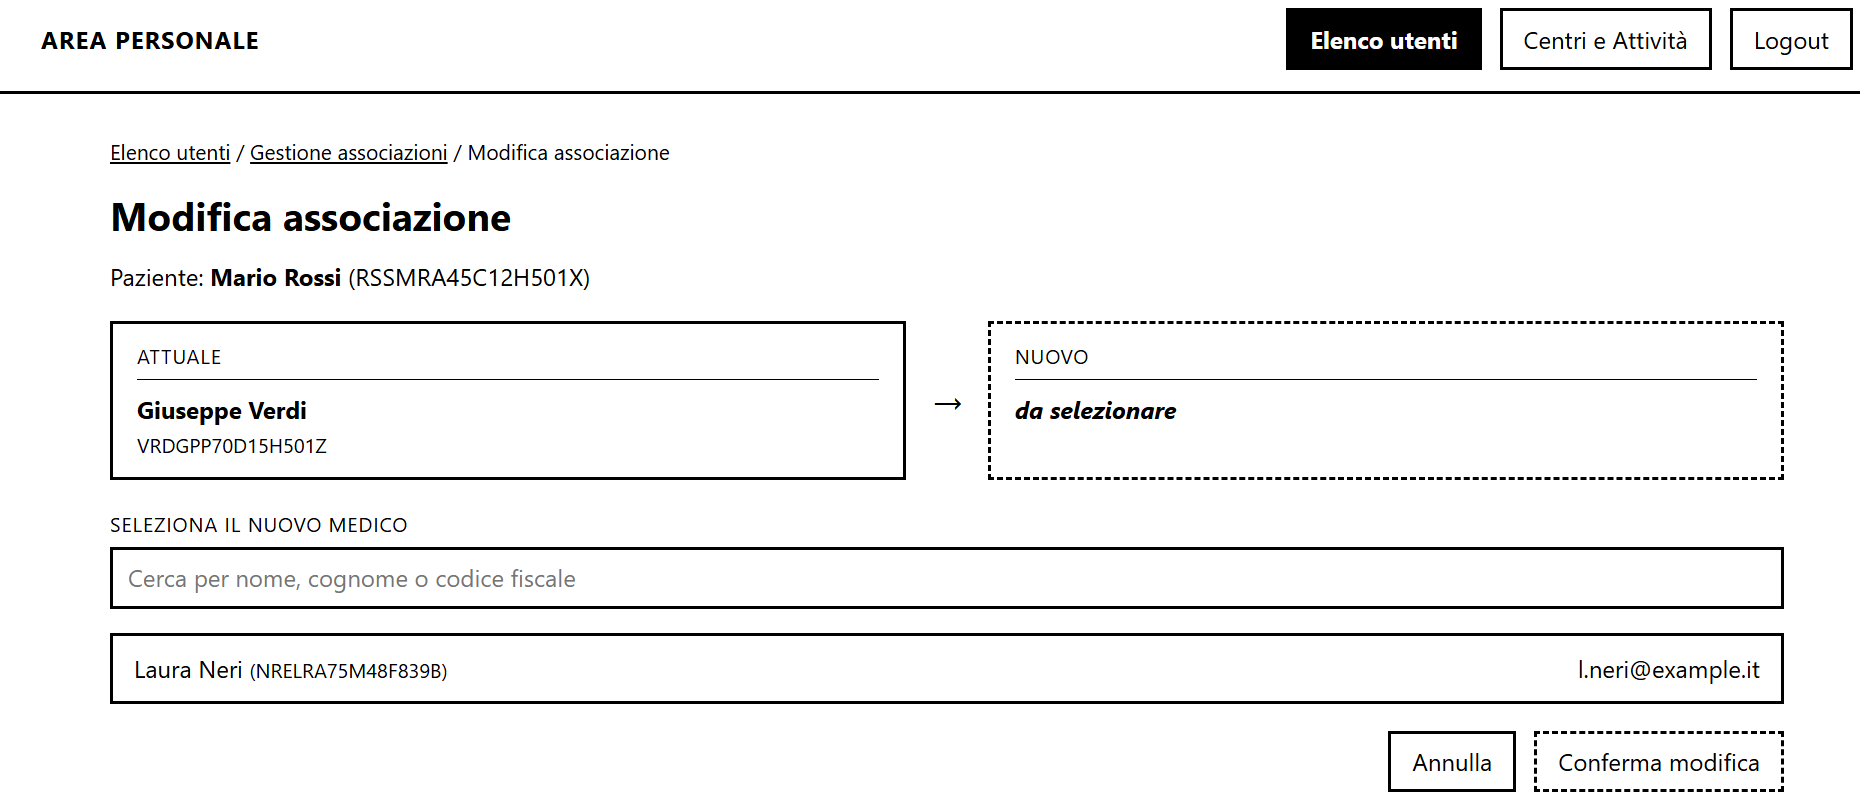 AREA PERSONALE
Elenco utenti
Centri e Attività
Logout
Elenco utenti / Gestione associazioni / Modifica associazione
Modifica associazione
Paziente: Mario Rossi (RSSMRA45C12H501X)
ATTUALE
Giuseppe Verdi
VRDGPP70D15H501Z
→
NUOVO
da selezionare
SELEZIONA IL NUOVO MEDICO
Cerca per nome, cognome o codice fiscale
Laura Neri (NRELRA75M48F839B)
l.neri@example.it
Annulla
Conferma modifica